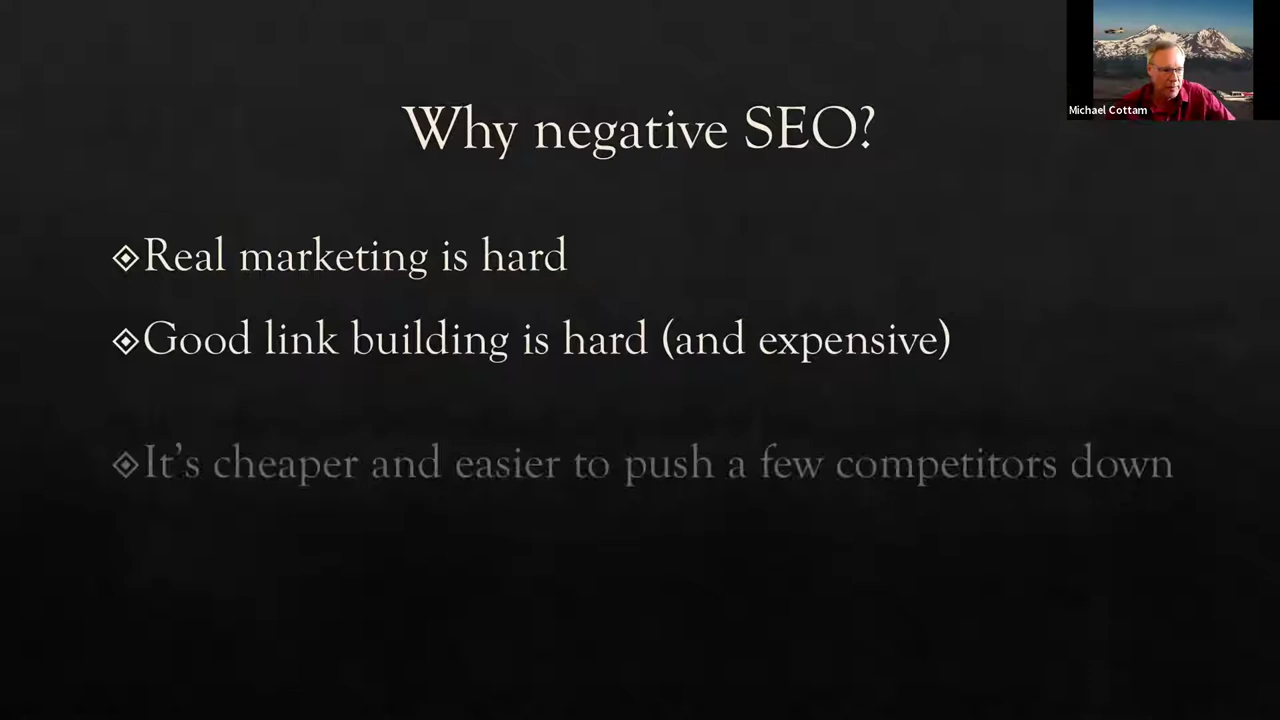 Why negative SEO?
Michael Cottam
Real marketing is hard
Good link building is hard (and expensive)
It's cheaper and easier to push a few competitors down